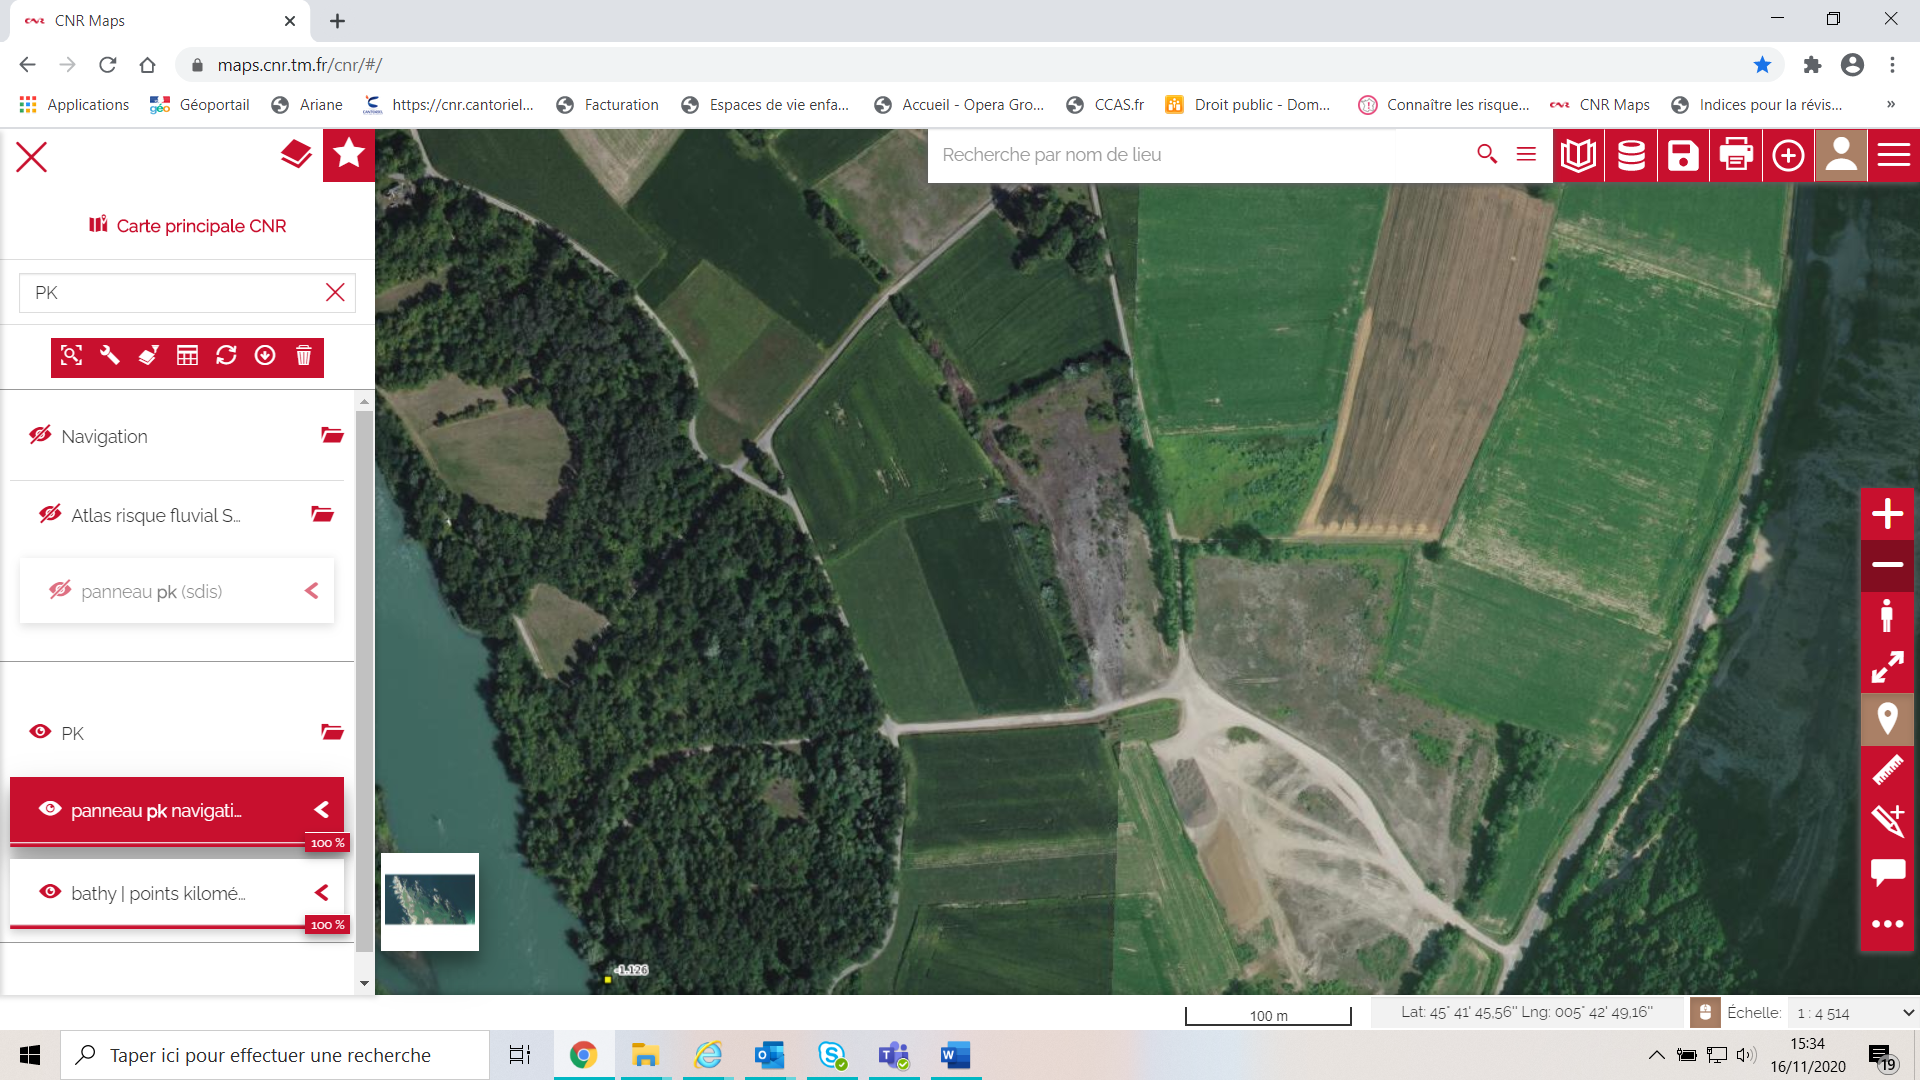 CNR Maps
maps.cnr.tm.fr/cnr/#/
Applications
Géoportail
Ariane
https://cnr.cantoriel...
Facturation
Espaces de vie enfa...
Accueil - Opera Gro...
CCAS.fr
Droit public - Dom...
Connaître les risque...
CNR Maps
Indices pour la révis...
»
Carte principale CNR
Recherche par nom de lieu
PK
Navigation
Atlas risque fluvial S...
panneau pk (sdis)
PK
panneau pk navigati...
100 %
bathy | points kilomé...
100 %
-1.126
100 m
Lat: 45° 41' 45,56'' Lng: 005° 42' 49,16''
Échelle:
1 : 4 514
Taper ici pour effectuer une recherche
15:34
16/11/2020
19